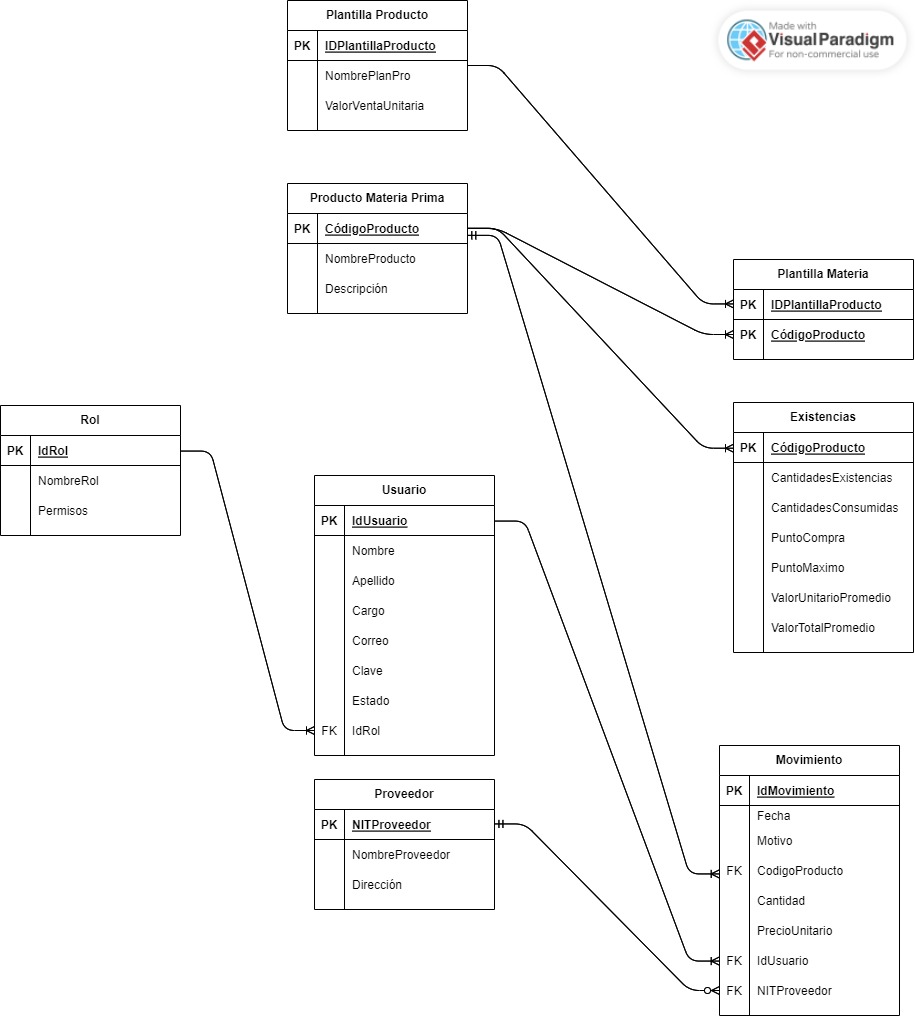 Plantilla Producto
PK IDPlantillaProducto
NombrePlanPro
ValorVentaUnitaria
Made with
VisualParadigm
For non-commercial use
Producto Materia Prima
PK CódigoProducto
NombreProducto
Descripción
Plantilla Materia
PK IDPlantillaProducto
PK CódigoProducto
Existencias
PK CódigoProducto
CantidadesExistencias
CantidadesConsumidas
PuntoCompra
PuntoMaximo
ValorUnitarioPromedio
ValorTotalPromedio
Rol
PK IdRol
NombreRol
Permisos
Usuario
PK IdUsuario
Nombre
Apellido
Cargo
Correo
Clave
Estado
FK IdRol
Proveedor
PK NITProveedor
NombreProveedor
Dirección
Movimiento
PK IdMovimiento
Fecha
Motivo
FK CodigoProducto
Cantidad
PrecioUnitario
FK IdUsuario
FK NITProveedor